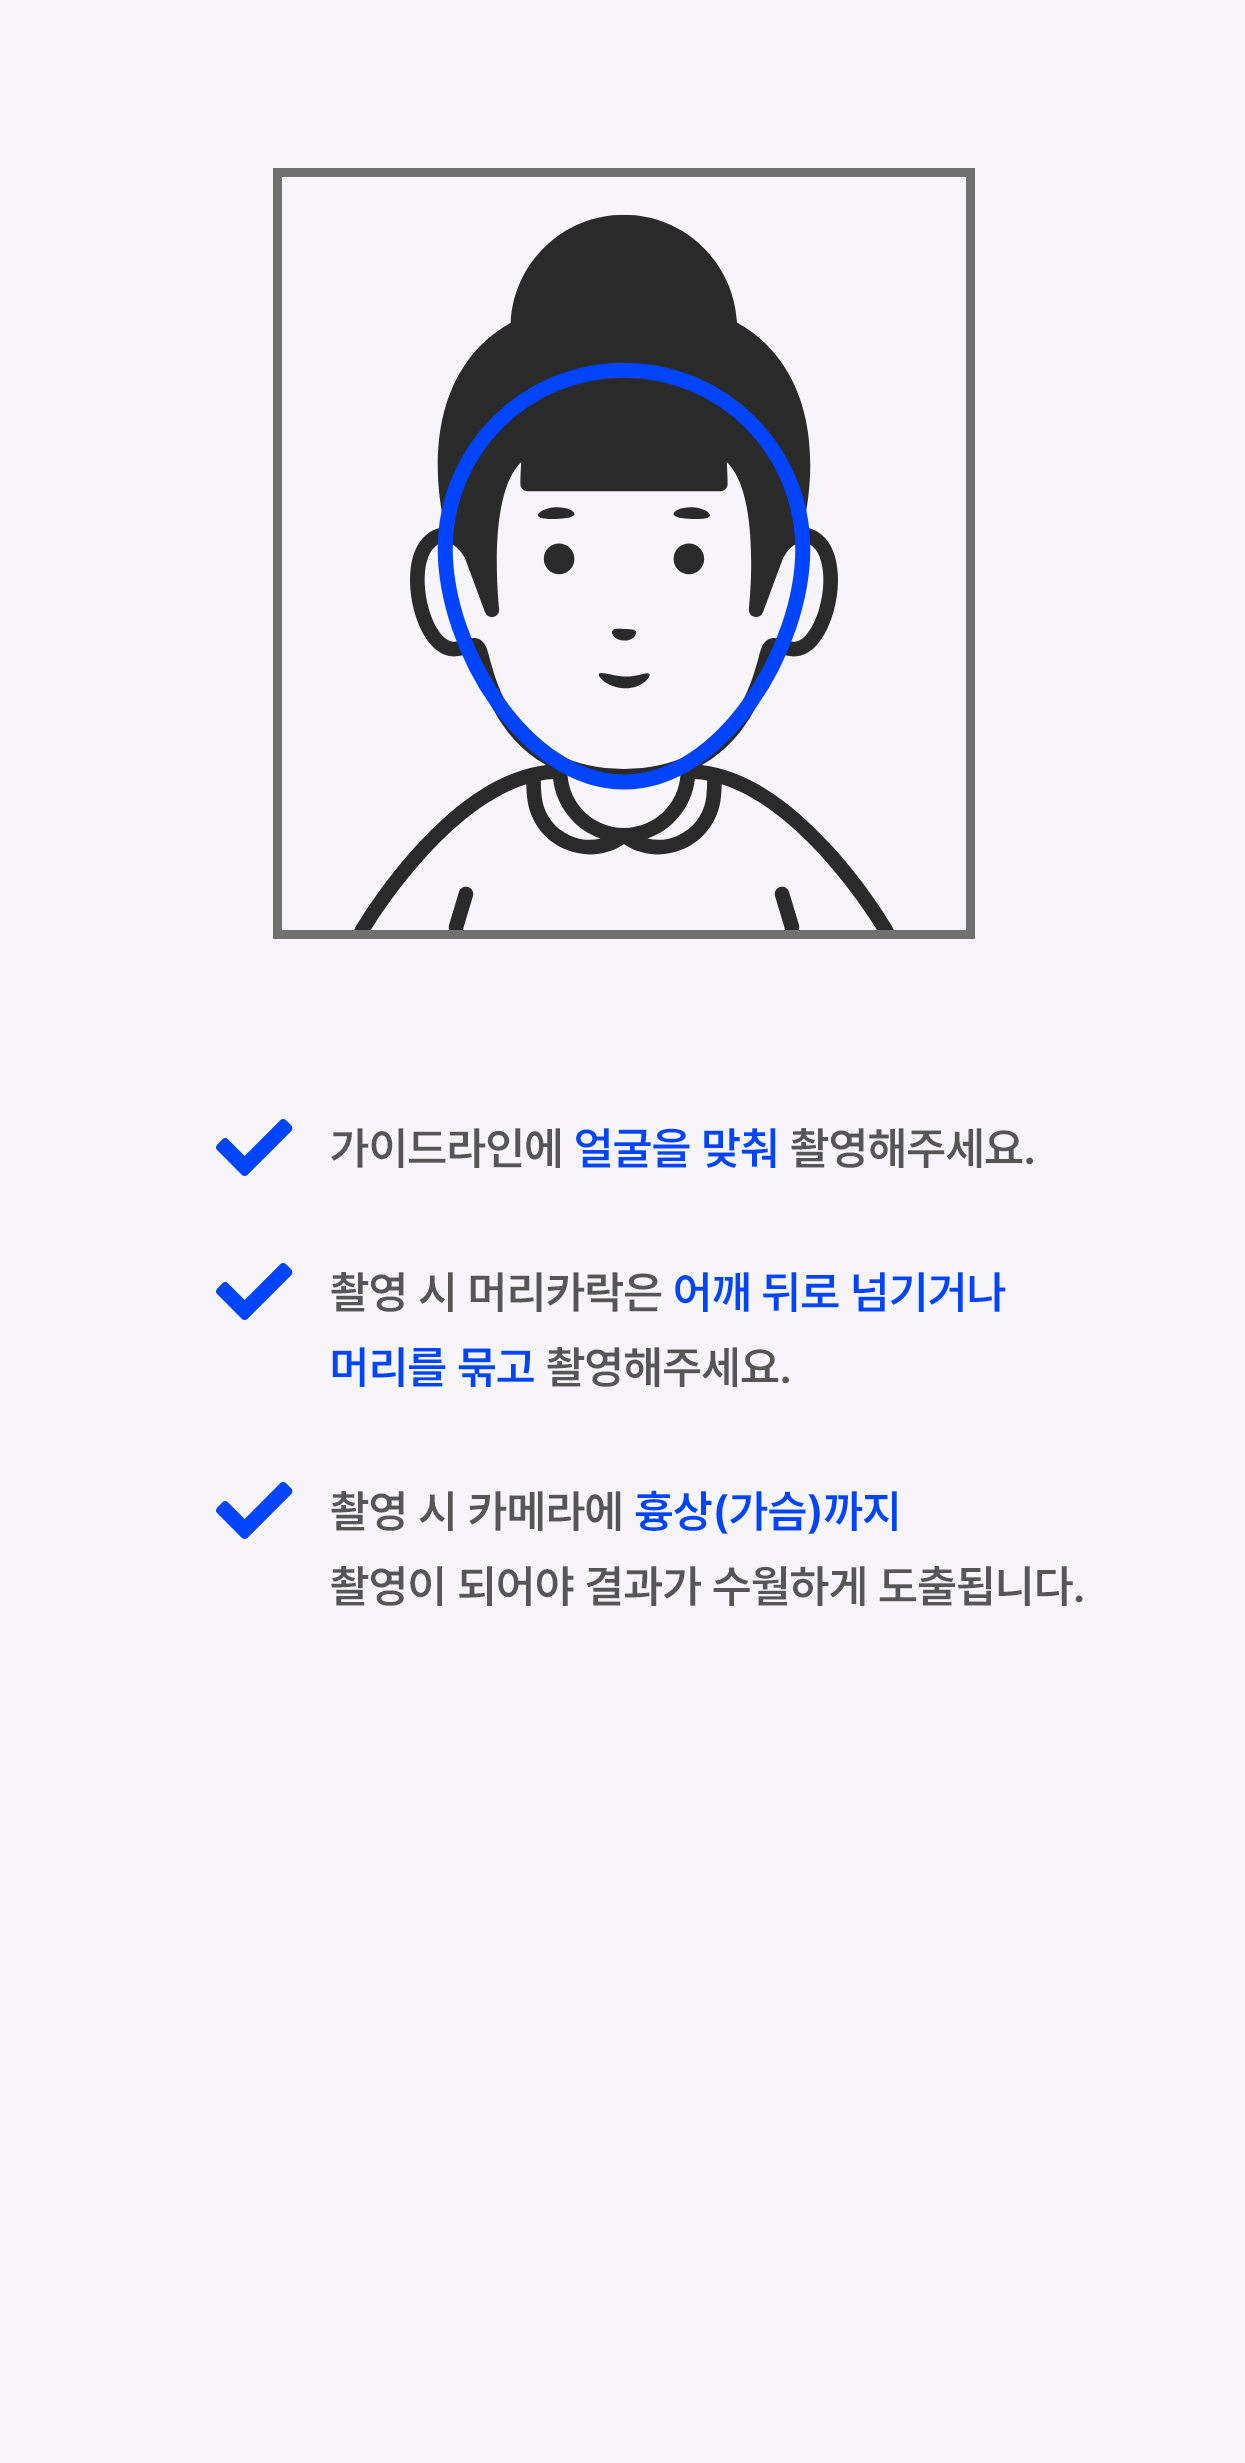 가이드라인에 얼굴을 맞춰 촬영해주세요.
촬영 시 머리카락은 어깨 뒤로 넘기거나
머리를 묶고 촬영해주세요.
촬영 시 카메라에 흉상(가슴)까지
촬영이 되어야 결과가 수월하게 도출됩니다.